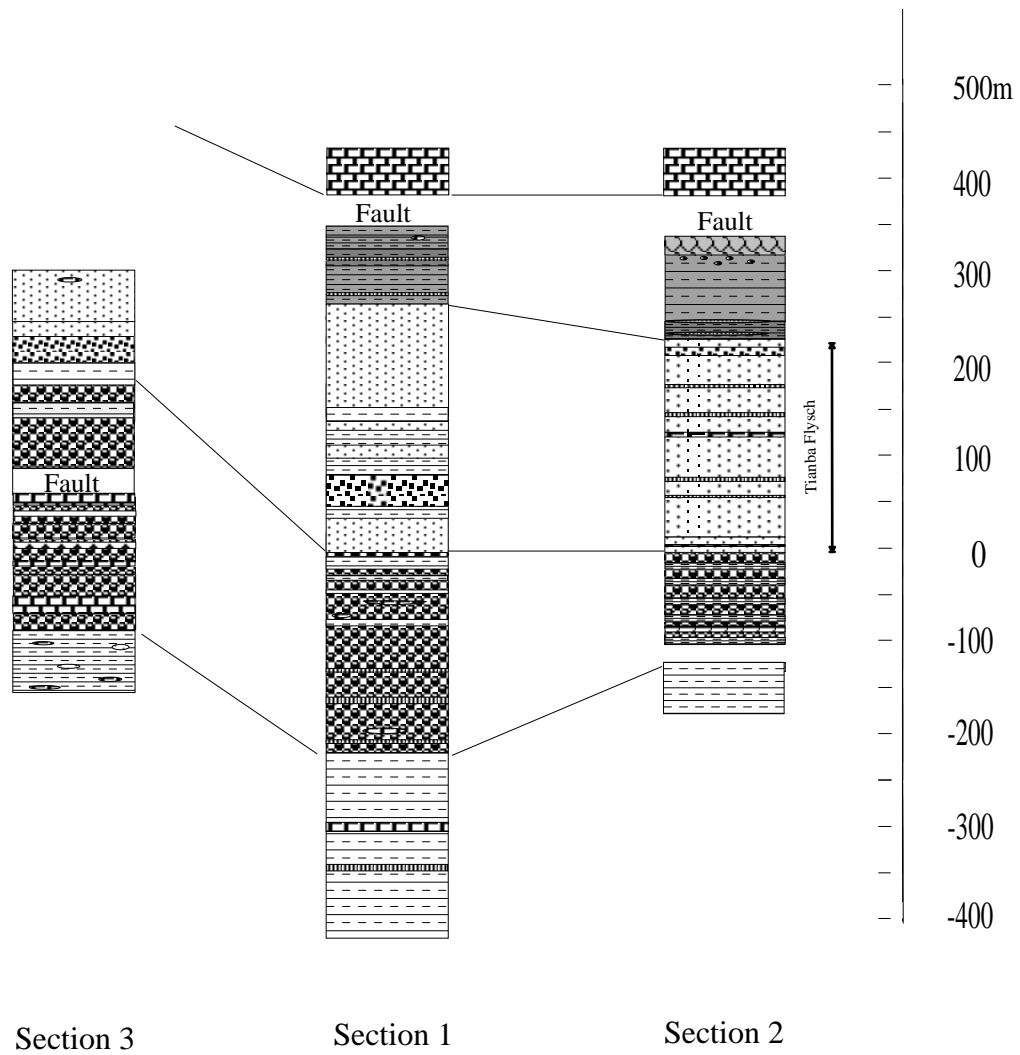 500m
400
Fault
Fault
300
200
Tianba Flysch
100
Fault
0
-100
-200
-300
-400
Section 3
Section 1
Section 2